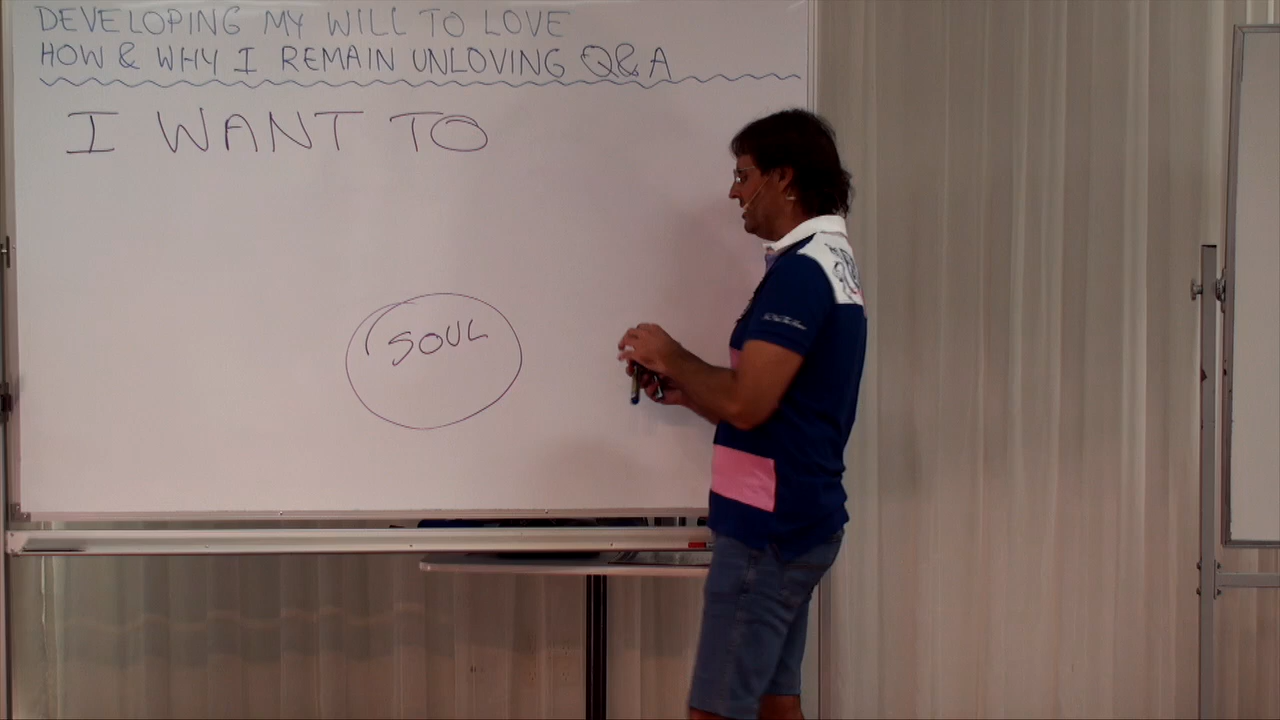 DEVELOPING MY WILL TO LOVE
HOW & WHY I REMAIN UNLOVING Q&A
I WANT TO
SOUL